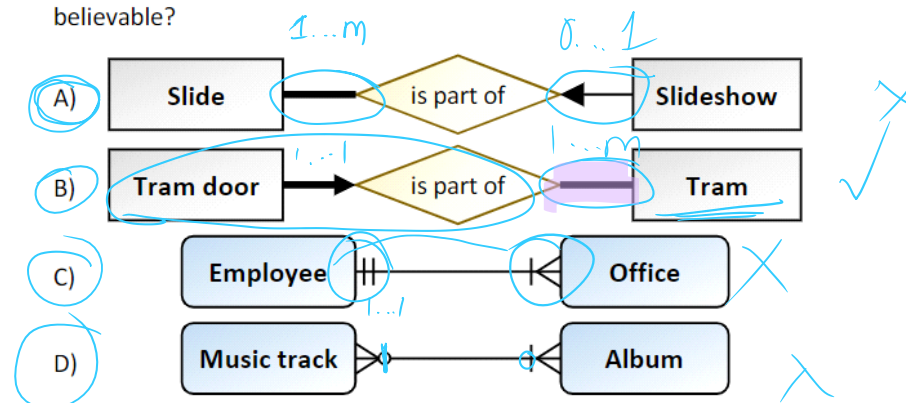 believable?
1...m 0...1
A) Slide is part of Slideshow
1...1 1...m
B) Tram door is part of Tram
C) Employee Office
1...1
D) Music track Album